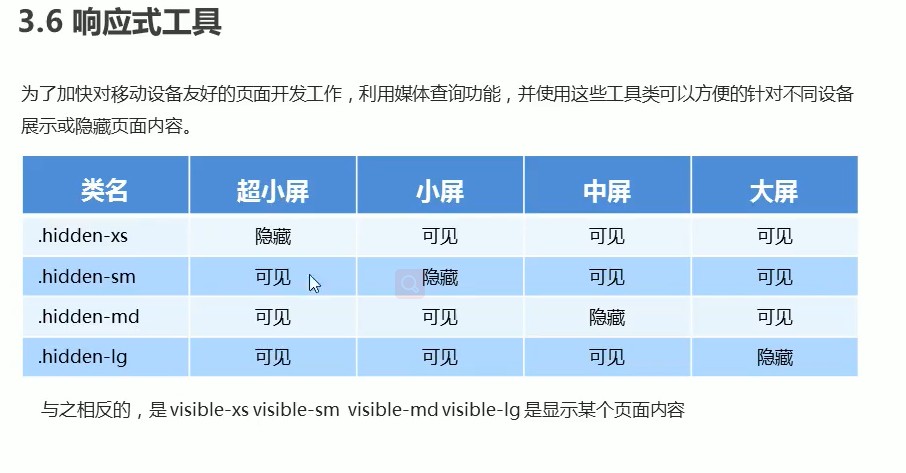 3.6 响应式工具
为了加快对移动设备友好的页面开发工作，利用媒体查询功能，并使用这些工具类可以方便的针对不同设备
展示或隐藏页面内容。
类名 超小屏 小屏 中屏 大屏
.hidden-xs 隐藏 可见 可见 可见
.hidden-sm 可见 隐藏 可见 可见
.hidden-md 可见 可见 隐藏 可见
.hidden-lg 可见 可见 可见 隐藏
与之相反的，是 visible-xs visible-sm visible-md visible-lg 是显示某个页面内容